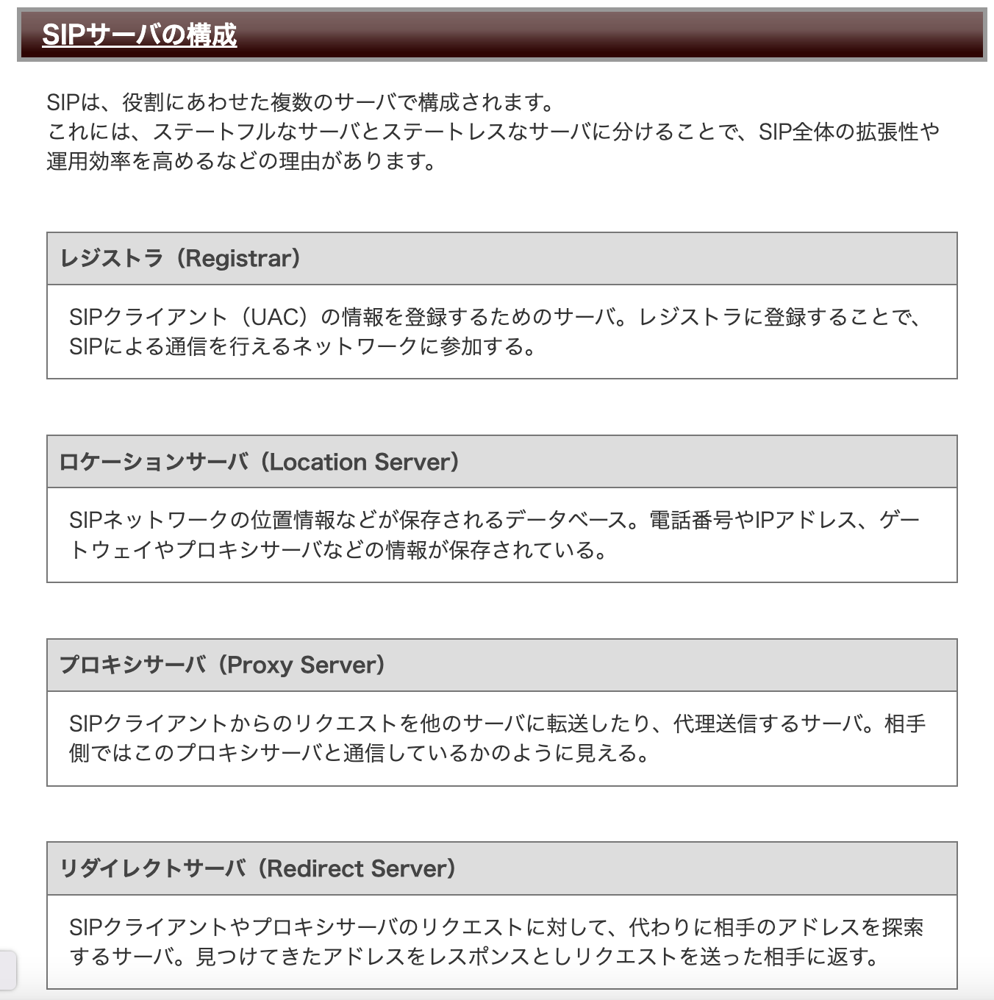 SIPサーバの構成
SIPは、役割にあわせた複数のサーバで構成されます。
これには、ステートフルなサーバとステートレスなサーバに分けることで、SIP全体の拡張性や
運用効率を高めるなどの理由があります。
レジストラ（Registrar）
SIPクライアント（UAC）の情報を登録するためのサーバ。レジストラに登録することで、
SIPによる通信を行えるネットワークに参加する。
ロケーションサーバ（Location Server）
SIPネットワークの位置情報などが保存されるデータベース。電話番号やIPアドレス、ゲー
トウェイやプロキシサーバなどの情報が保存されている。
プロキシサーバ（Proxy Server）
SIPクライアントからのリクエストを他のサーバに転送したり、代理送信するサーバ。相手
側ではこのプロキシサーバと通信しているかのように見える。
リダイレクトサーバ（Redirect Server）
SIPクライアントやプロキシサーバのリクエストに対して、代わりに相手のアドレスを探索
するサーバ。見つけてきたアドレスをレスポンスとしリクエストを送った相手に返す。